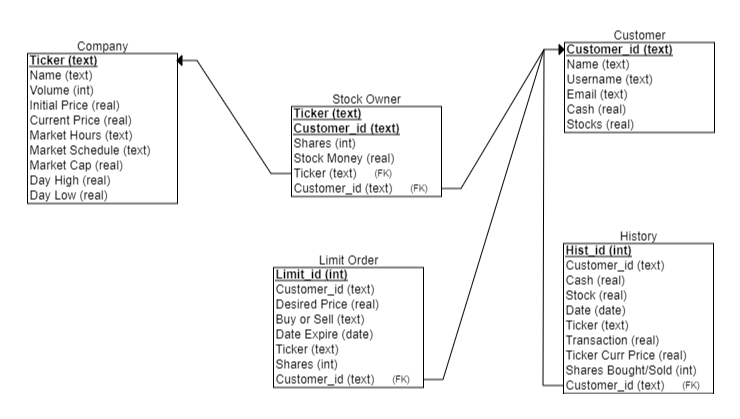 Company
Ticker (text)
Name (text)
Volume (int)
Initial Price (real)
Current Price (real)
Market Hours (text)
Market Schedule (text)
Market Cap (real)
Day High (real)
Day Low (real)
Stock Owner
Ticker (text)
Customer_id (text)
Shares (int)
Stock Money (real)
Ticker (text) (FK)
Customer_id (text) (FK)
Customer
Customer_id (text)
Name (text)
Username (text)
Email (text)
Cash (real)
Stocks (real)
Limit Order
Limit_id (int)
Customer_id (text)
Desired Price (real)
Buy or Sell (text)
Date Expire (date)
Ticker (text)
Shares (int)
Customer_id (text) (FK)
History
Hist_id (int)
Customer_id (text)
Cash (real)
Stock (real)
Date (date)
Ticker (text)
Transaction (real)
Ticker Curr Price (real)
Shares Bought/Sold (int)
Customer_id (text) (FK)